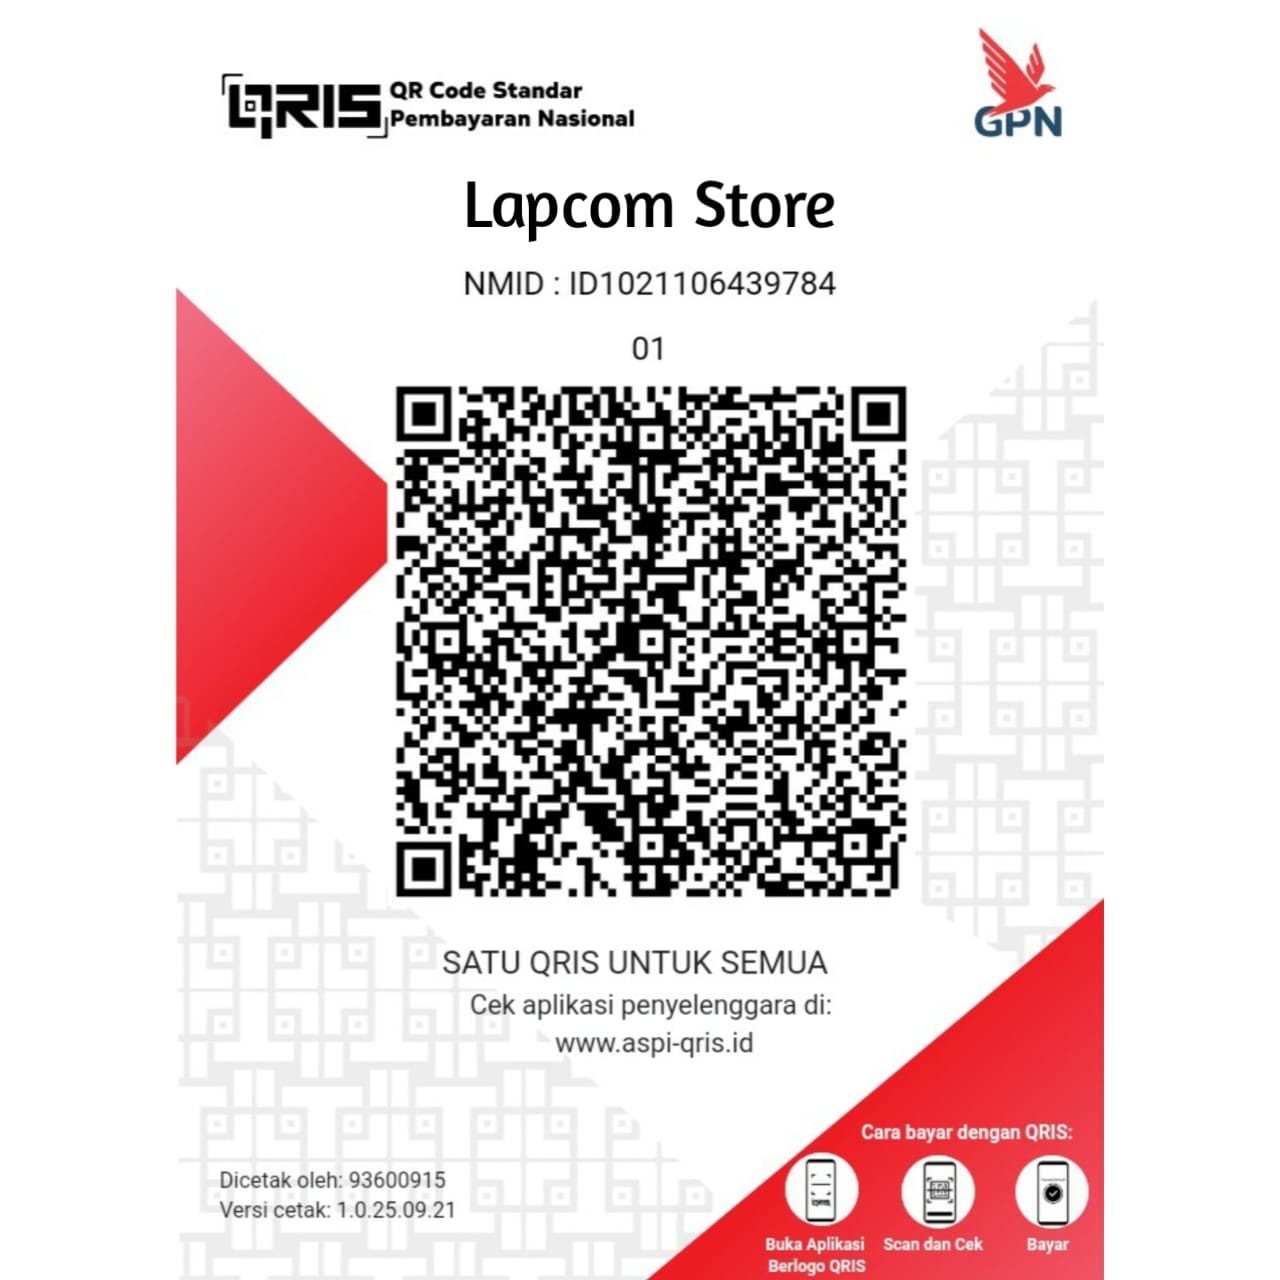 QRIS QR Code Standar
Pembayaran Nasional
GPN
Lapcom Store
NMID : ID1021106439784
01
SATU QRIS UNTUK SEMUA
Cek aplikasi penyelenggara di:
www.aspi-qris.id
Cara bayar dengan QRIS:
Dicetak oleh: 93600915
Versi cetak: 1.0.25.09.21
Buka Aplikasi
Berlogo QRIS
Scan dan Cek
Bayar